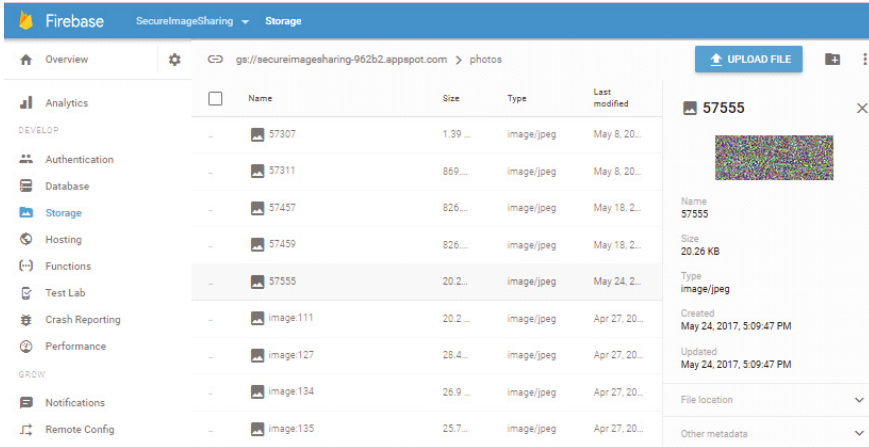 Firebase SecureImageSharing Storage
Overview
gs://secureimagesharing-962b2.appspot.com > photos
UPLOAD FILE
Analytics
DEVELOP
Authentication
Database
Storage
Hosting
Functions
Test Lab
Crash Reporting
Performance
GROW
Notifications
Remote Config
Name Size Type Last modified
57307 1.39 ... image/jpeg May 8, 20...
57311 869.... image/jpeg May 8, 20...
57457 826.... image/jpeg May 18, 2...
57459 826.... image/jpeg May 18, 2...
57555 20.2... image/jpeg May 24, 2...
image:111 20.2 ... image/jpeg Apr 27, 20...
image:127 28.4... image/jpeg Apr 27, 20...
image:134 26.9 ... image/jpeg Apr 27, 20...
image:135 25.7... image/jpeg Apr 27, 20...
57555
Name
57555
Size
20.26 KB
Type
image/jpeg
Created
May 24, 2017, 5:09:47 PM
Updated
May 24, 2017, 5:09:47 PM
File location
Other metadata